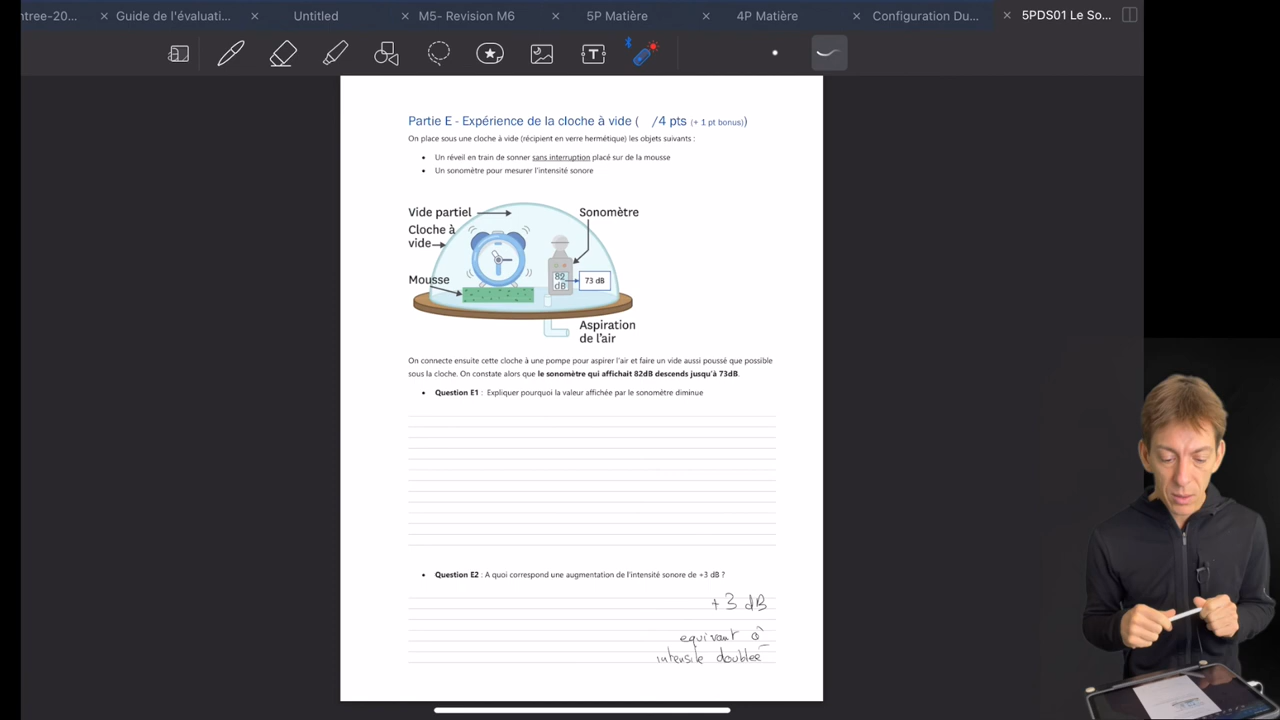 ntree-20...
Guide de l'évaluati...
Untitled
M5- Revision M6
5P Matière
4P Matière
Configuration Du...
5PDS01 Le So...
Partie E - Expérience de la cloche à vide ( /4 pts (+ 1 pt bonus))
On place sous une cloche à vide (récipient en verre hermétique) les objets suivants :
• Un réveil en train de sonner sans interruption placé sur de la mousse
• Un sonomètre pour mesurer l'intensité sonore
Vide partiel
Sonomètre
Cloche à
vide
Mousse
82
dB
73 dB
Aspiration
de l'air
On connecte ensuite cette cloche à une pompe pour aspirer l'air et faire un vide aussi poussé que possible
sous la cloche. On constate alors que le sonomètre qui affichait 82dB descends jusqu'à 73dB.
• Question E1 : Expliquer pourquoi la valeur affichée par le sonomètre diminue
• Question E2 : A quoi correspond une augmentation de l'intensité sonore de +3 dB ?
+3 dB
equivaut à
intensite doublée